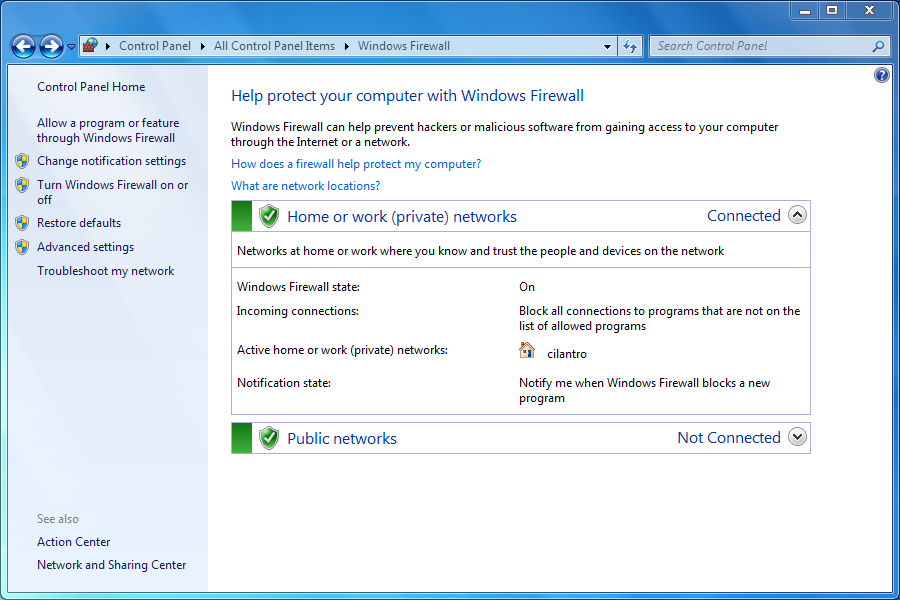 Control Panel
All Control Panel Items
Windows Firewall
Search Control Panel
Control Panel Home
Allow a program or feature
through Windows Firewall
Change notification settings
Turn Windows Firewall on or
off
Restore defaults
Advanced settings
Troubleshoot my network
See also
Action Center
Network and Sharing Center
?
Help protect your computer with Windows Firewall
Windows Firewall can help prevent hackers or malicious software from gaining access to your computer
through the Internet or a network.
How does a firewall help protect my computer?
What are network locations?
Home or work (private) networks Connected
Networks at home or work where you know and trust the people and devices on the network
Windows Firewall state: On
Incoming connections: Block all connections to programs that are not on the
list of allowed programs
Active home or work (private) networks: cilantro
Notification state: Notify me when Windows Firewall blocks a new
program
Public networks Not Connected